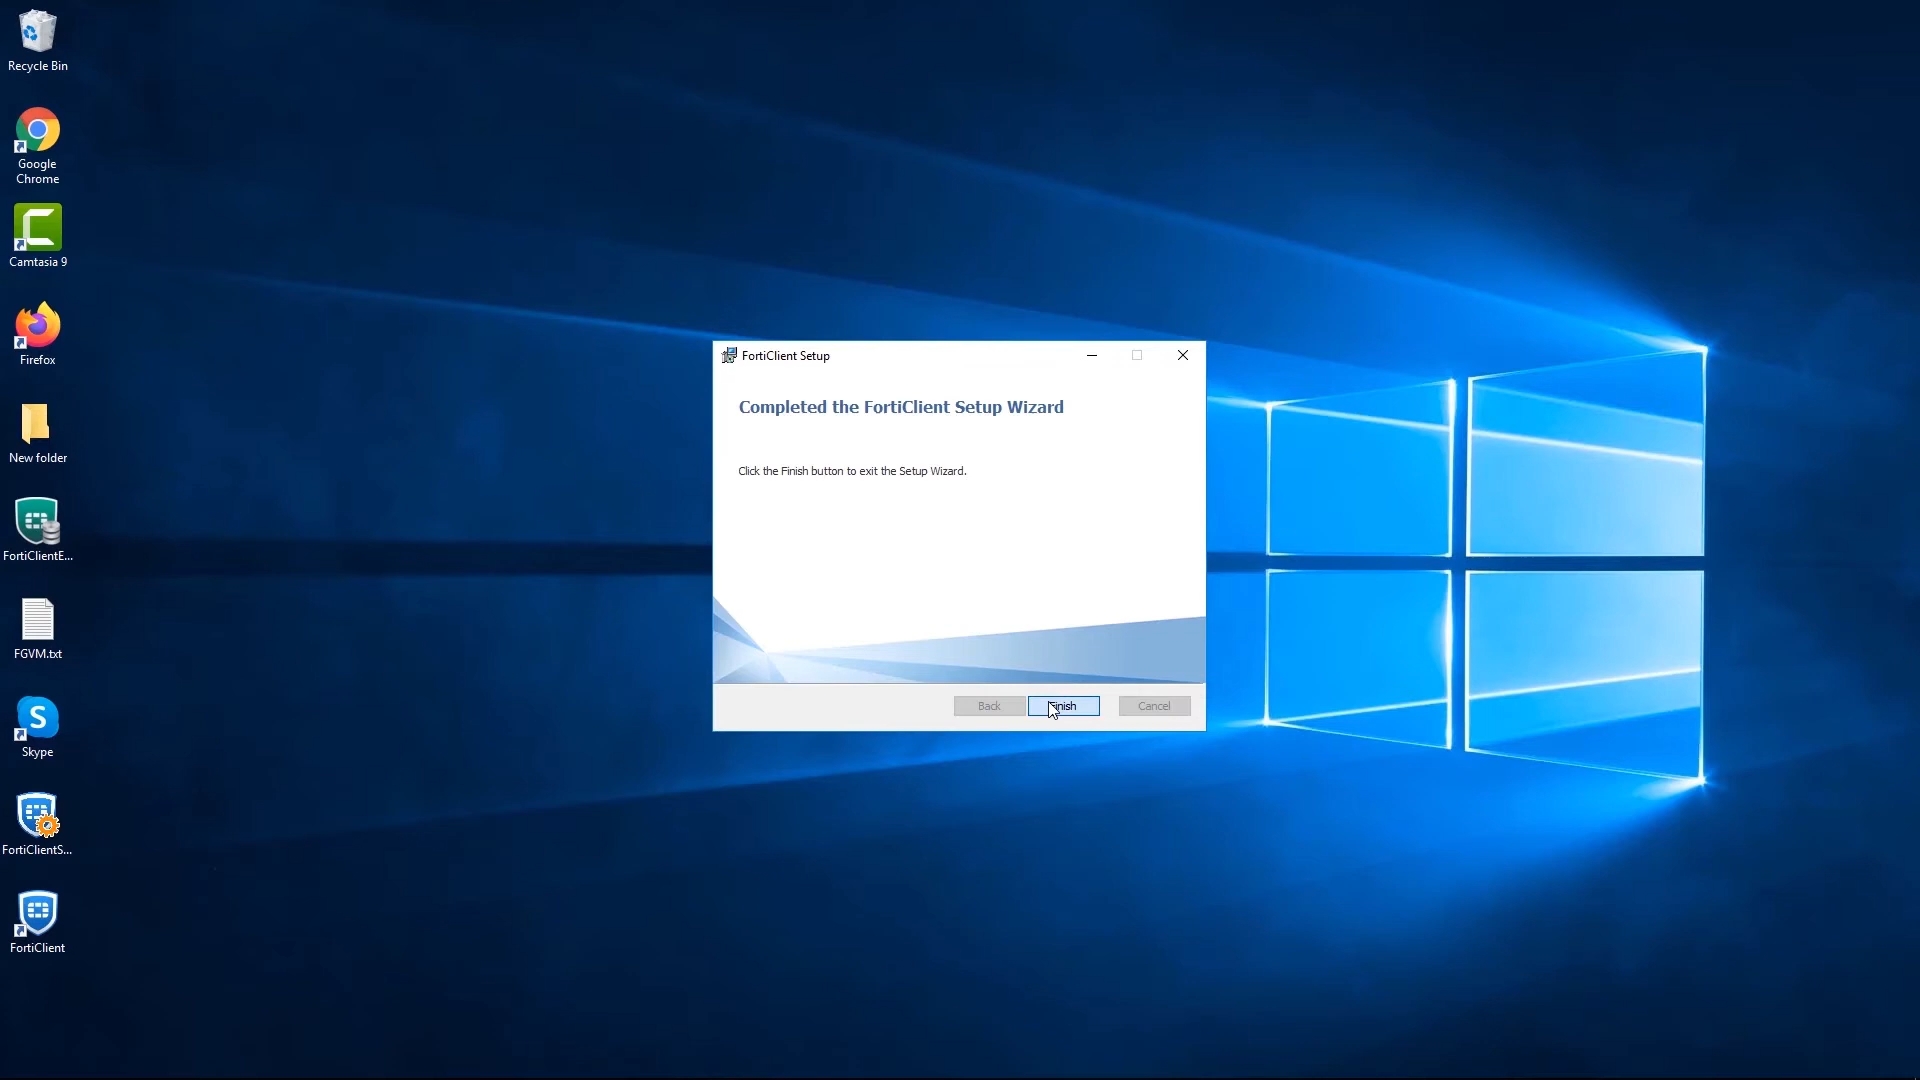 Recycle Bin
Google
Chrome
Camtasia 9
Firefox
New folder
FortiClientE...
FGVM.txt
Skype
FortiClientS...
FortiClient
FortiClient Setup
Completed the FortiClient Setup Wizard
Click the Finish button to exit the Setup Wizard.
Back
Finish
Cancel